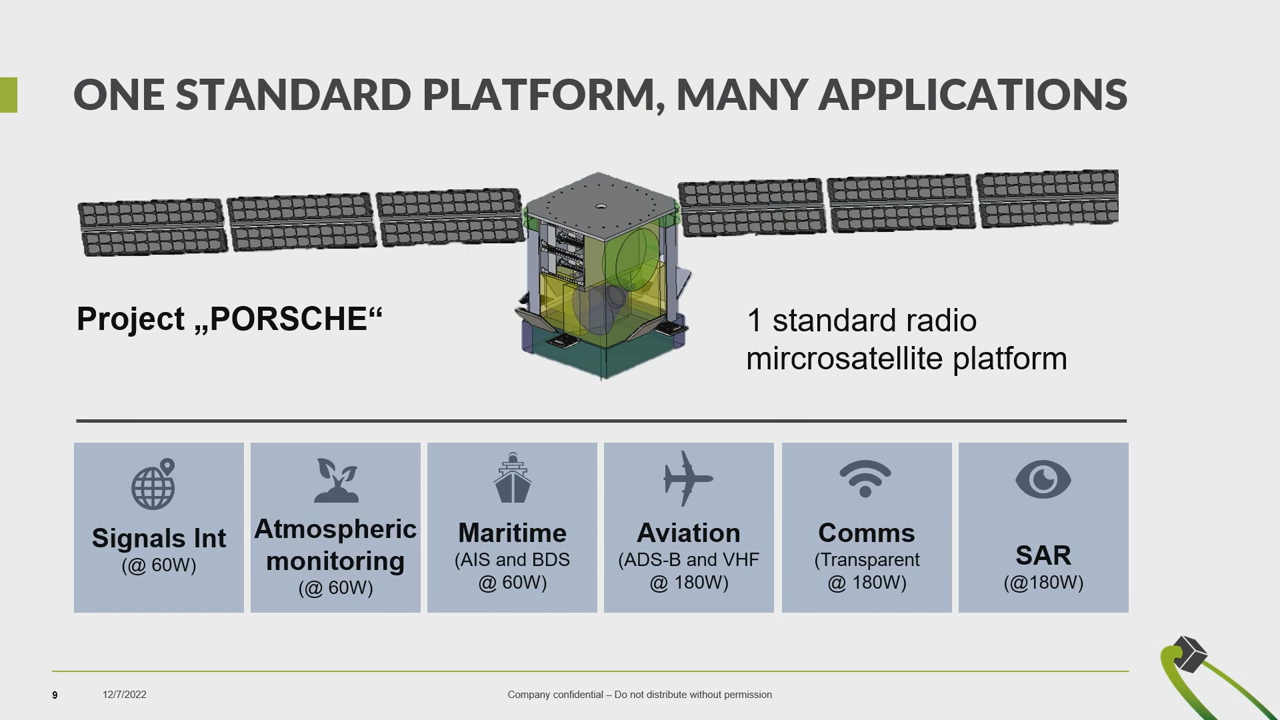 ONE STANDARD PLATFORM, MANY APPLICATIONS
Project „PORSCHE“
1 standard radio
mircrosatellite platform
Signals Int
(@ 60W)
Atmospheric
monitoring
(@ 60W)
Maritime
(AIS and BDS
@ 60W)
Aviation
(ADS-B and VHF
@ 180W)
Comms
(Transparent
@ 180W)
SAR
(@180W)
9
12/7/2022
Company confidential – Do not distribute without permission